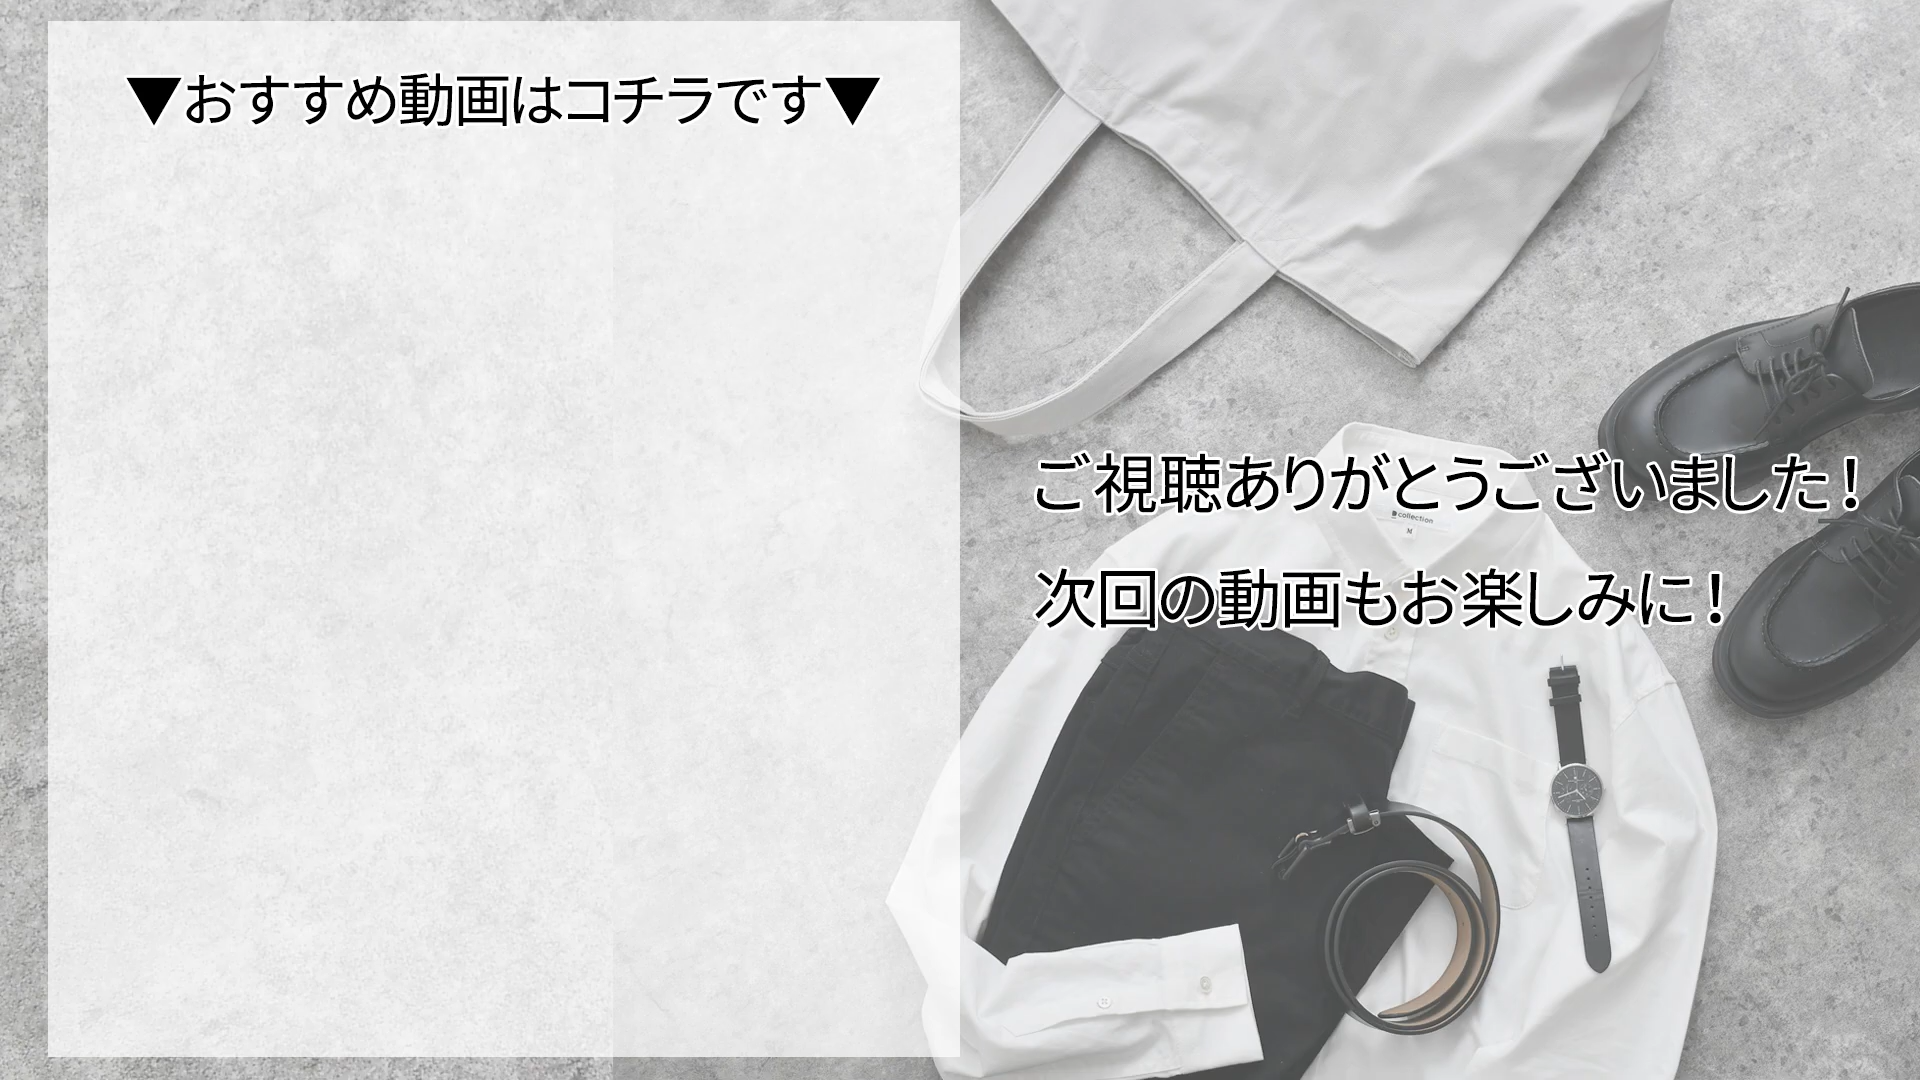 ▼おすすめ動画はコチラです▼
ご視聴ありがとうございました！
D collection
M
次回の動画もお楽しみに！